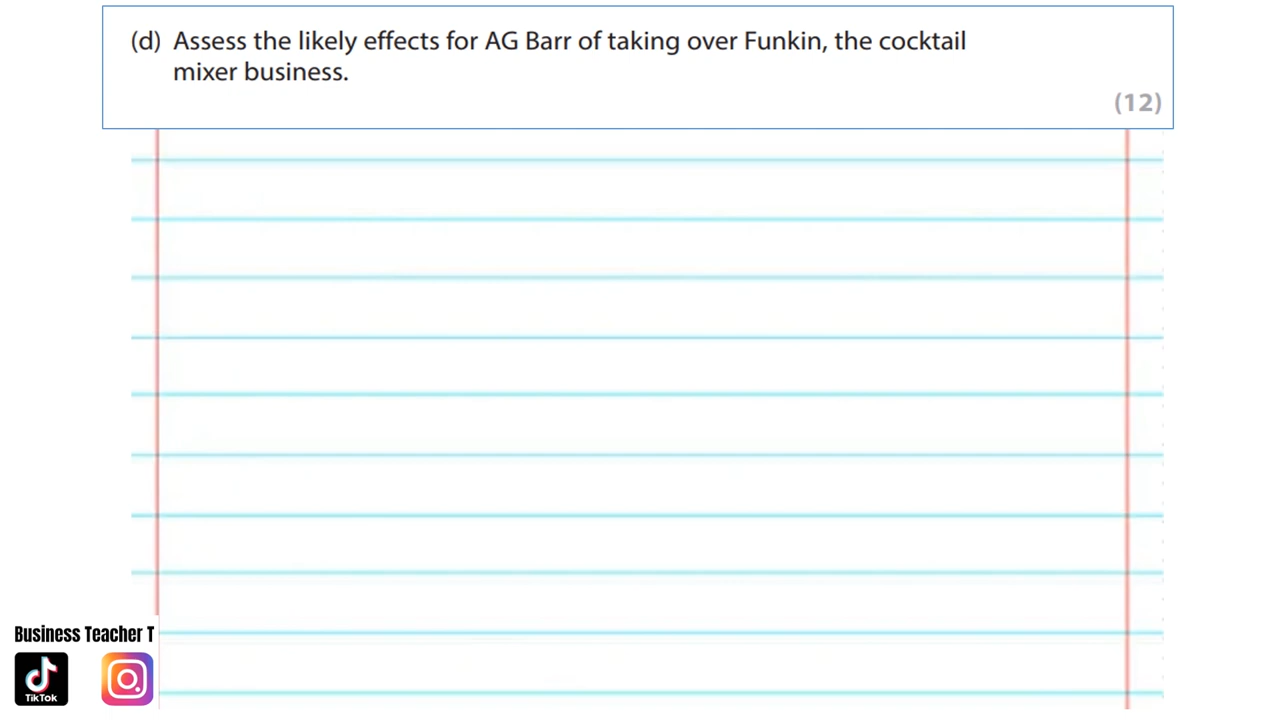 (d) Assess the likely effects for AG Barr of taking over Funkin, the cocktail
mixer business.
(12)
Business Teacher T
TikTok